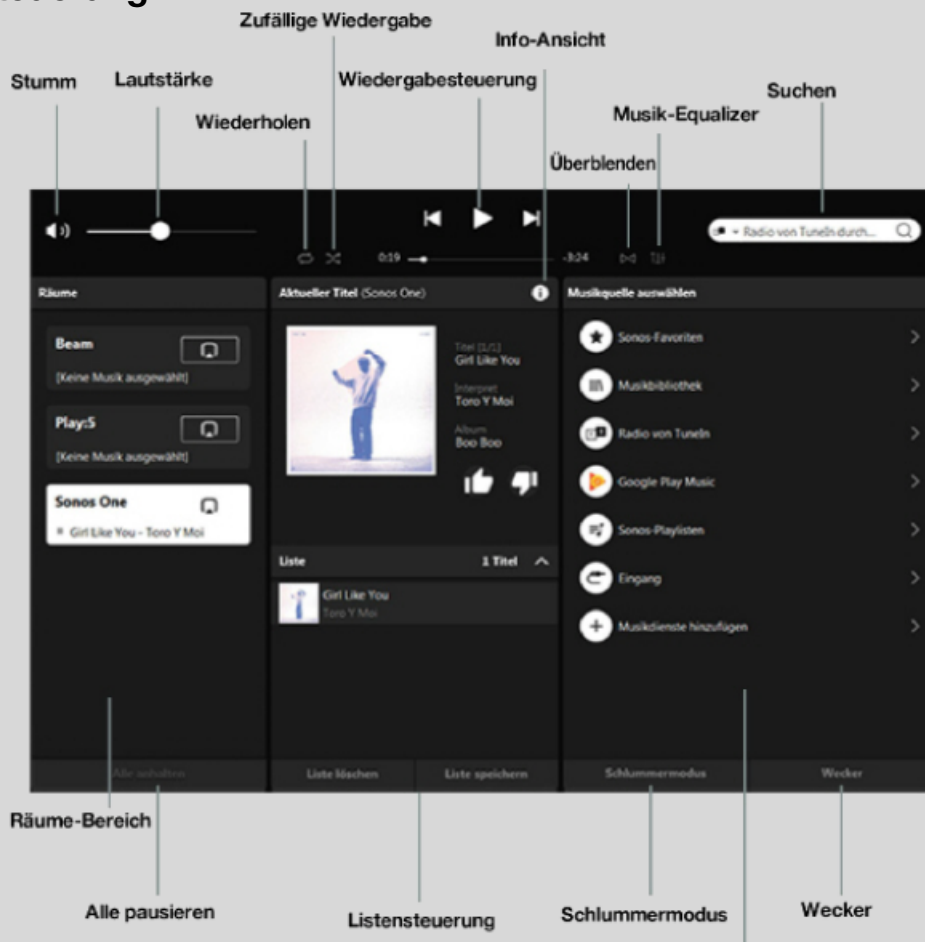 Zufällige Wiedergabe
Info-Ansicht
Stumm
Lautstärke
Wiedergabesteuerung
Suchen
Wiederholen
Musik-Equalizer
Überblenden
Radio von TuneIn durch...
0:19
-3:24
Räume
Aktueller Titel (Sonos One)
Musikquelle auswählen
Beam
[Keine Musik ausgewählt]
Play:5
[Keine Musik ausgewählt]
Sonos One
Girl Like You - Toro Y Moi
Titel [1/1]
Girl Like You
Interpret
Toro Y Moi
Album
Boo Boo
Liste
1 Titel
Girl Like You
Toro Y Moi
Sonos-Favoriten
Musikbibliothek
Radio von TuneIn
Google Play Music
Sonos-Playlisten
Eingang
Musikdienste hinzufügen
Alle anhalten
Liste löschen
Liste speichern
Schlummermodus
Wecker
Räume-Bereich
Alle pausieren
Listensteuerung
Schlummermodus
Wecker